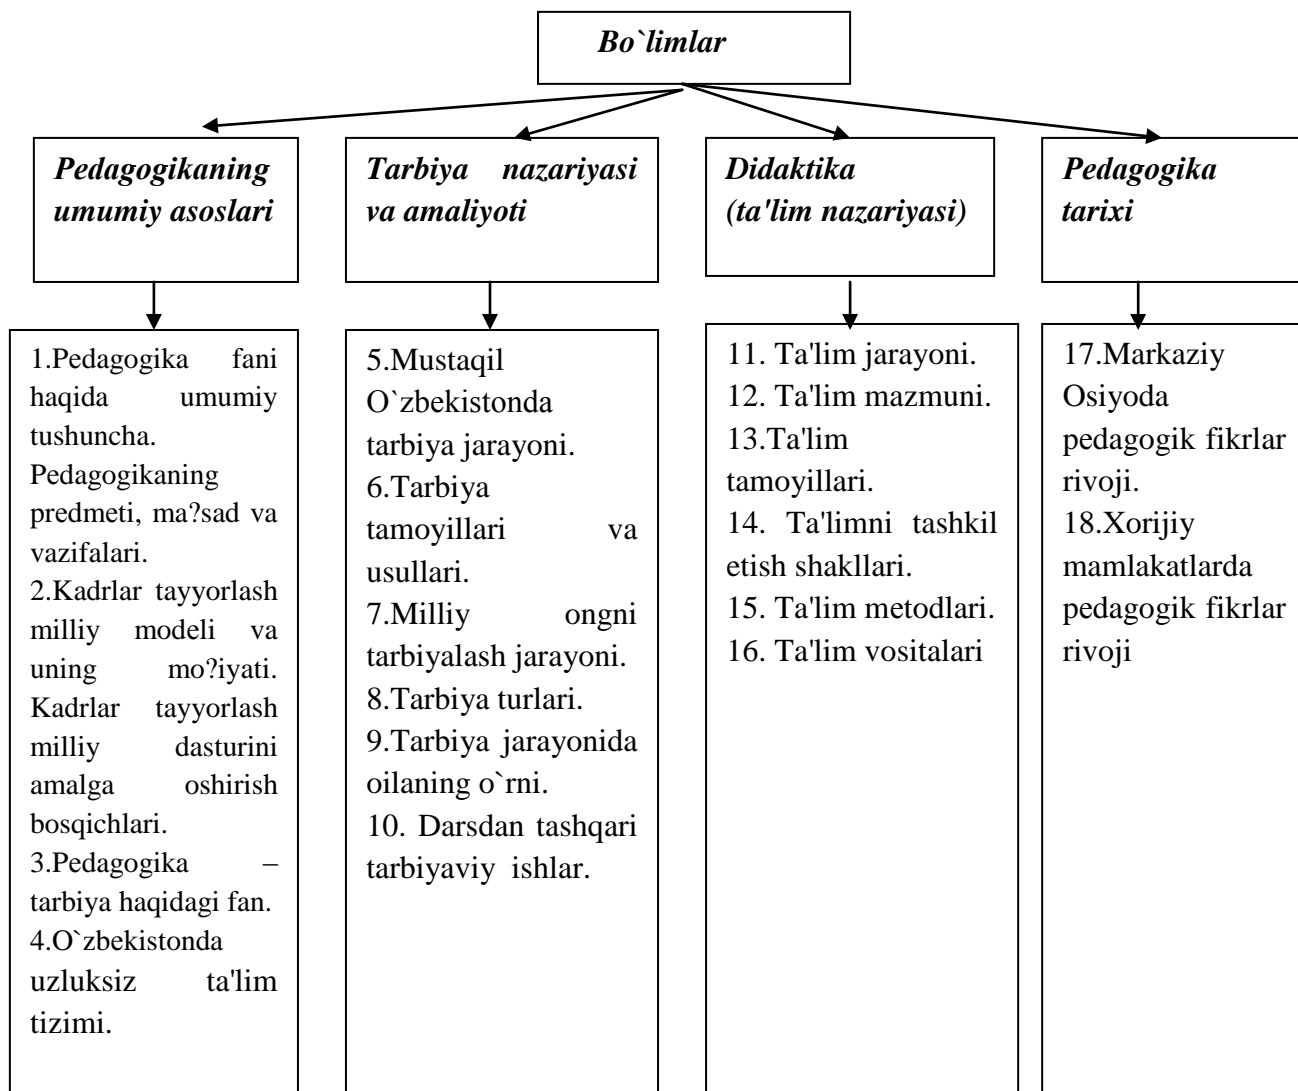 Bo`limlar
Pedagogikaning
umumiy asoslari
Tarbiya nazariyasi
va amaliyoti
Didaktika
(ta'lim nazariyasi)
Pedagogika
tarixi
1.Pedagogika fani
haqida umumiy
tushuncha.
Pedagogikaning
predmeti, ma?sad va
vazifalari.
2.Kadrlar tayyorlash
milliy modeli va
uning mo?iyati.
Kadrlar tayyorlash
milliy dasturini
amalga oshirish
bosqichlari.
3.Pedagogika –
tarbiya haqidagi fan.
4.O`zbekistonda
uzluksiz ta'lim
tizimi.
5.Mustaqil
O`zbekistonda
tarbiya jarayoni.
6.Tarbiya
tamoyillari va
usullari.
7.Milliy ongni
tarbiyalash jarayoni.
8.Tarbiya turlari.
9.Tarbiya jarayonida
oilaning o`rni.
10. Darsdan tashqari
tarbiyaviy ishlar.
11. Ta'lim jarayoni.
12. Ta'lim mazmuni.
13.Ta'lim
tamoyillari.
14. Ta'limni tashkil
etish shakllari.
15. Ta'lim metodlari.
16. Ta'lim vositalari
17.Markaziy
Osiyoda
pedagogik fikrlar
rivoji.
18.Xorijiy
mamlakatlarda
pedagogik fikrlar
rivoji